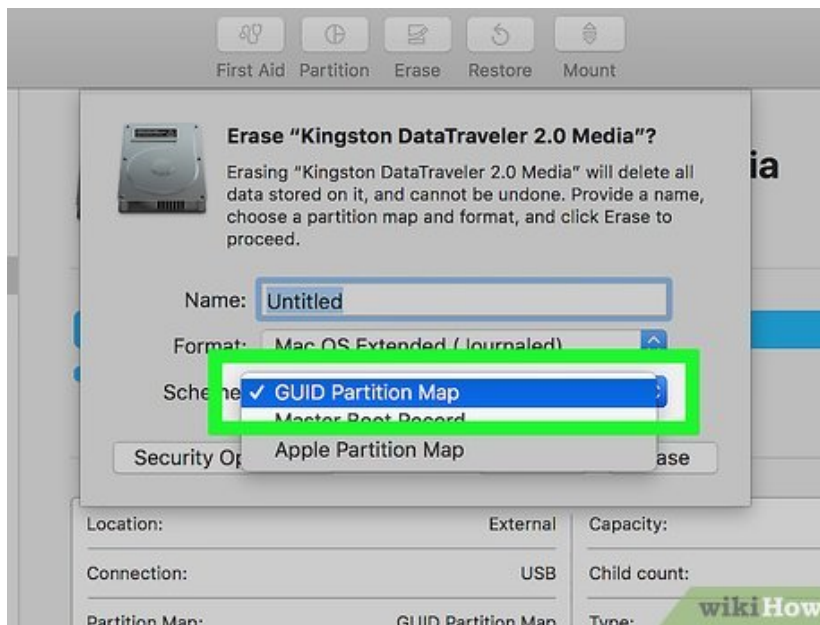 First Aid Partition Erase Restore Mount
Erase "Kingston DataTraveler 2.0 Media"?
ia
Erasing "Kingston DataTraveler 2.0 Media" will delete all
data stored on it, and cannot be undone. Provide a name,
choose a partition map and format, and click Erase to
proceed.
Name: Untitled
Format: Mac OS Extended (Journaled)
Scheme ✓ GUID Partition Map
Master Boot Record
Apple Partition Map
Security Op
ase
Location: External Capacity:
Connection: USB Child count:
Partition Map: GUID Partition Map Type:
wikiHow